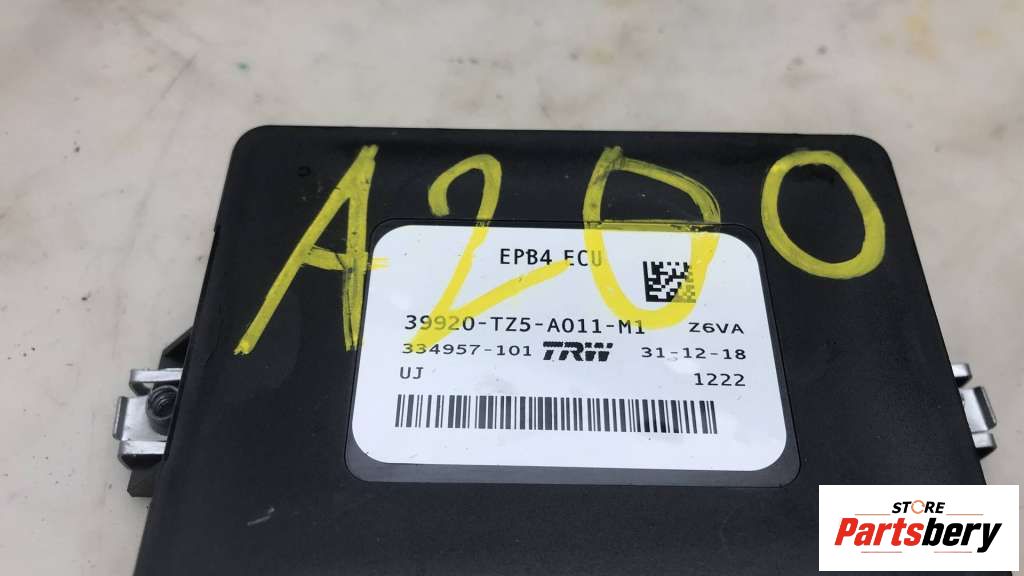 A200
EPB4 ECU
39920-TZ5-A011-M1 Z6VA
334957-101 TRW 31-12-18
UJ 1222
STORE
Partsbery